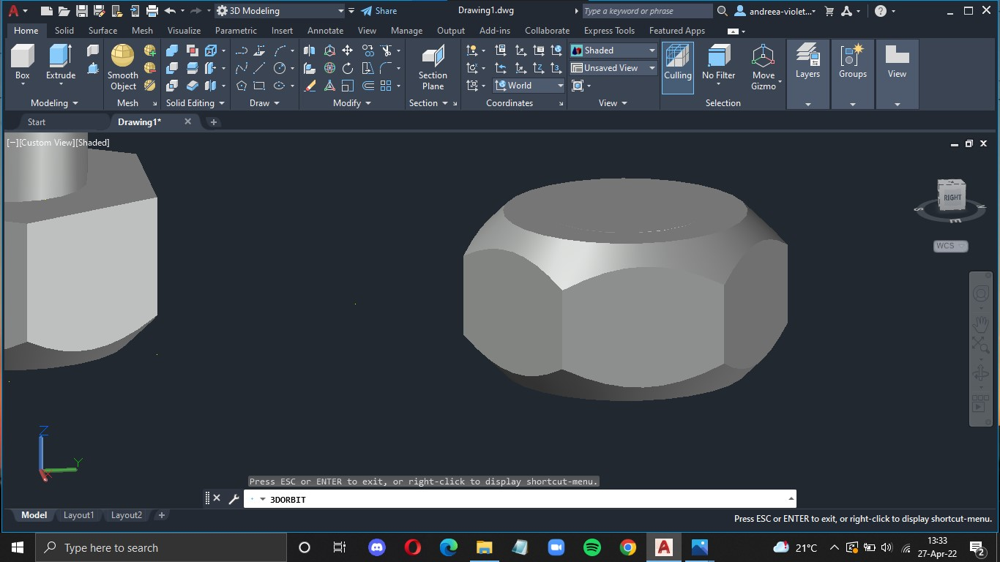 3D Modeling
Share
Drawing1.dwg
Type a keyword or phrase
andreea-violet...
Home Solid Surface Mesh Visualize Parametric Insert Annotate View Manage Output Add-ins Collaborate Express Tools Featured Apps
Box
Extrude
Smooth Object
Section Plane
Shaded
Unsaved View
World
Culling
No Filter
Move Gizmo
Layers
Groups
View
Modeling Mesh Solid Editing Draw Modify Section Coordinates View Selection
Start
Drawing1*
[−][Custom View][Shaded]
RIGHT
S
E
N
WCS
Z
Y
X
Press ESC or ENTER to exit, or right-click to display shortcut-menu.
3DORBIT
Model Layout1 Layout2
Press ESC or ENTER to exit, or right-click to display shortcut-menu.
Type here to search
21°C
13:33
27-Apr-22
2